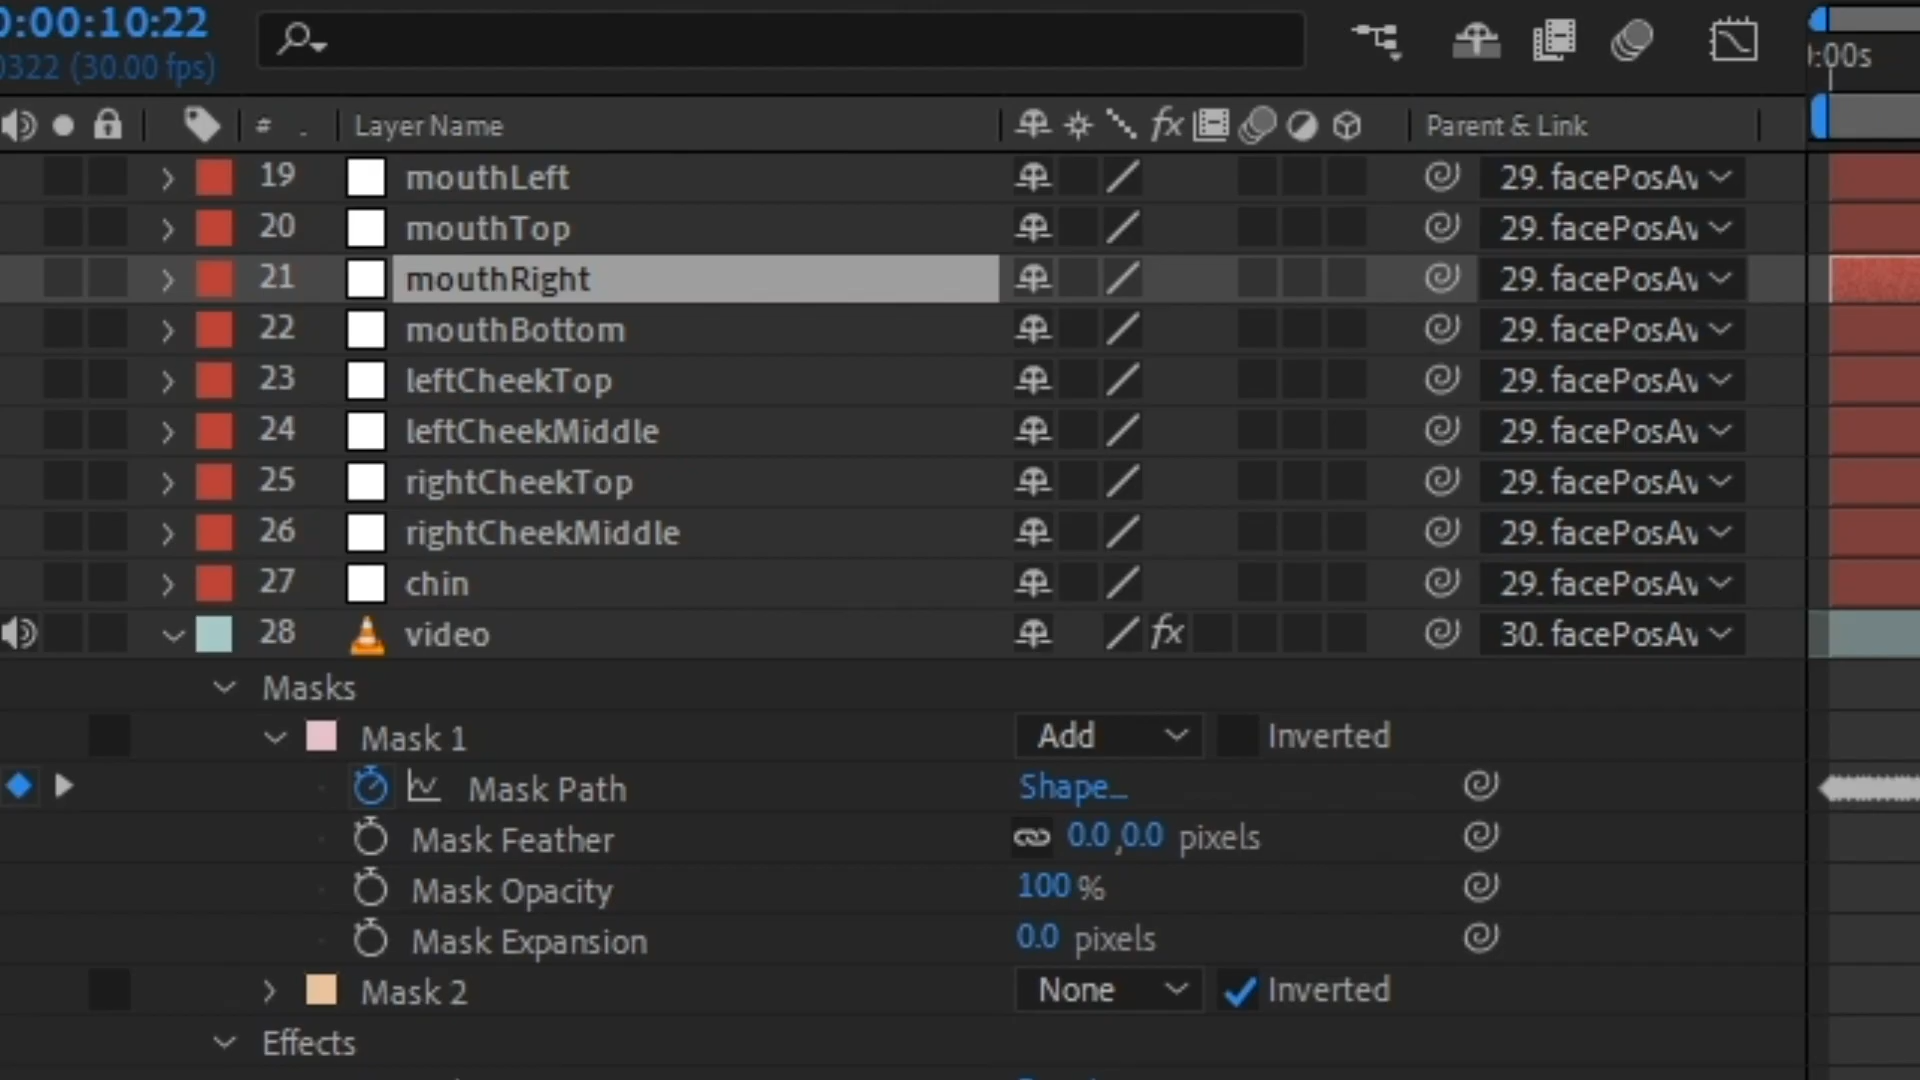 0:00:10:22
0322 (30.00 fps)
:00s
# . Layer Name fx Parent & Link
19 mouthLeft 29. facePosAv
20 mouthTop 29. facePosAv
21 mouthRight 29. facePosAv
22 mouthBottom 29. facePosAv
23 leftCheekTop 29. facePosAv
24 leftCheekMiddle 29. facePosAv
25 rightCheekTop 29. facePosAv
26 rightCheekMiddle 29. facePosAv
27 chin 29. facePosAv
28 video fx 30. facePosAv
Masks
Mask 1 Add Inverted
Mask Path Shape...
Mask Feather 0.0,0.0 pixels
Mask Opacity 100 %
Mask Expansion 0.0 pixels
Mask 2 None Inverted
Effects